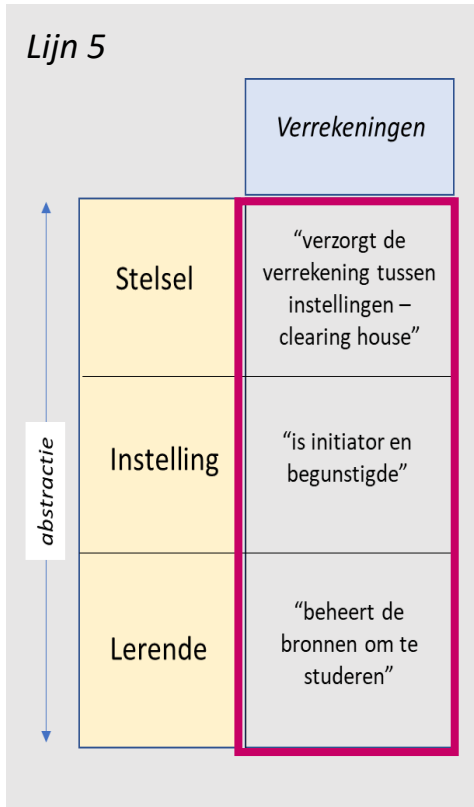 Lijn 5
Verrekeningen
Stelsel
“verzorgt de
verrekening tussen
instellingen –
clearing house”
abstractie
Instelling
“is initiator en
begunstigde”
Lerende
“beheert de
bronnen om te
studeren”